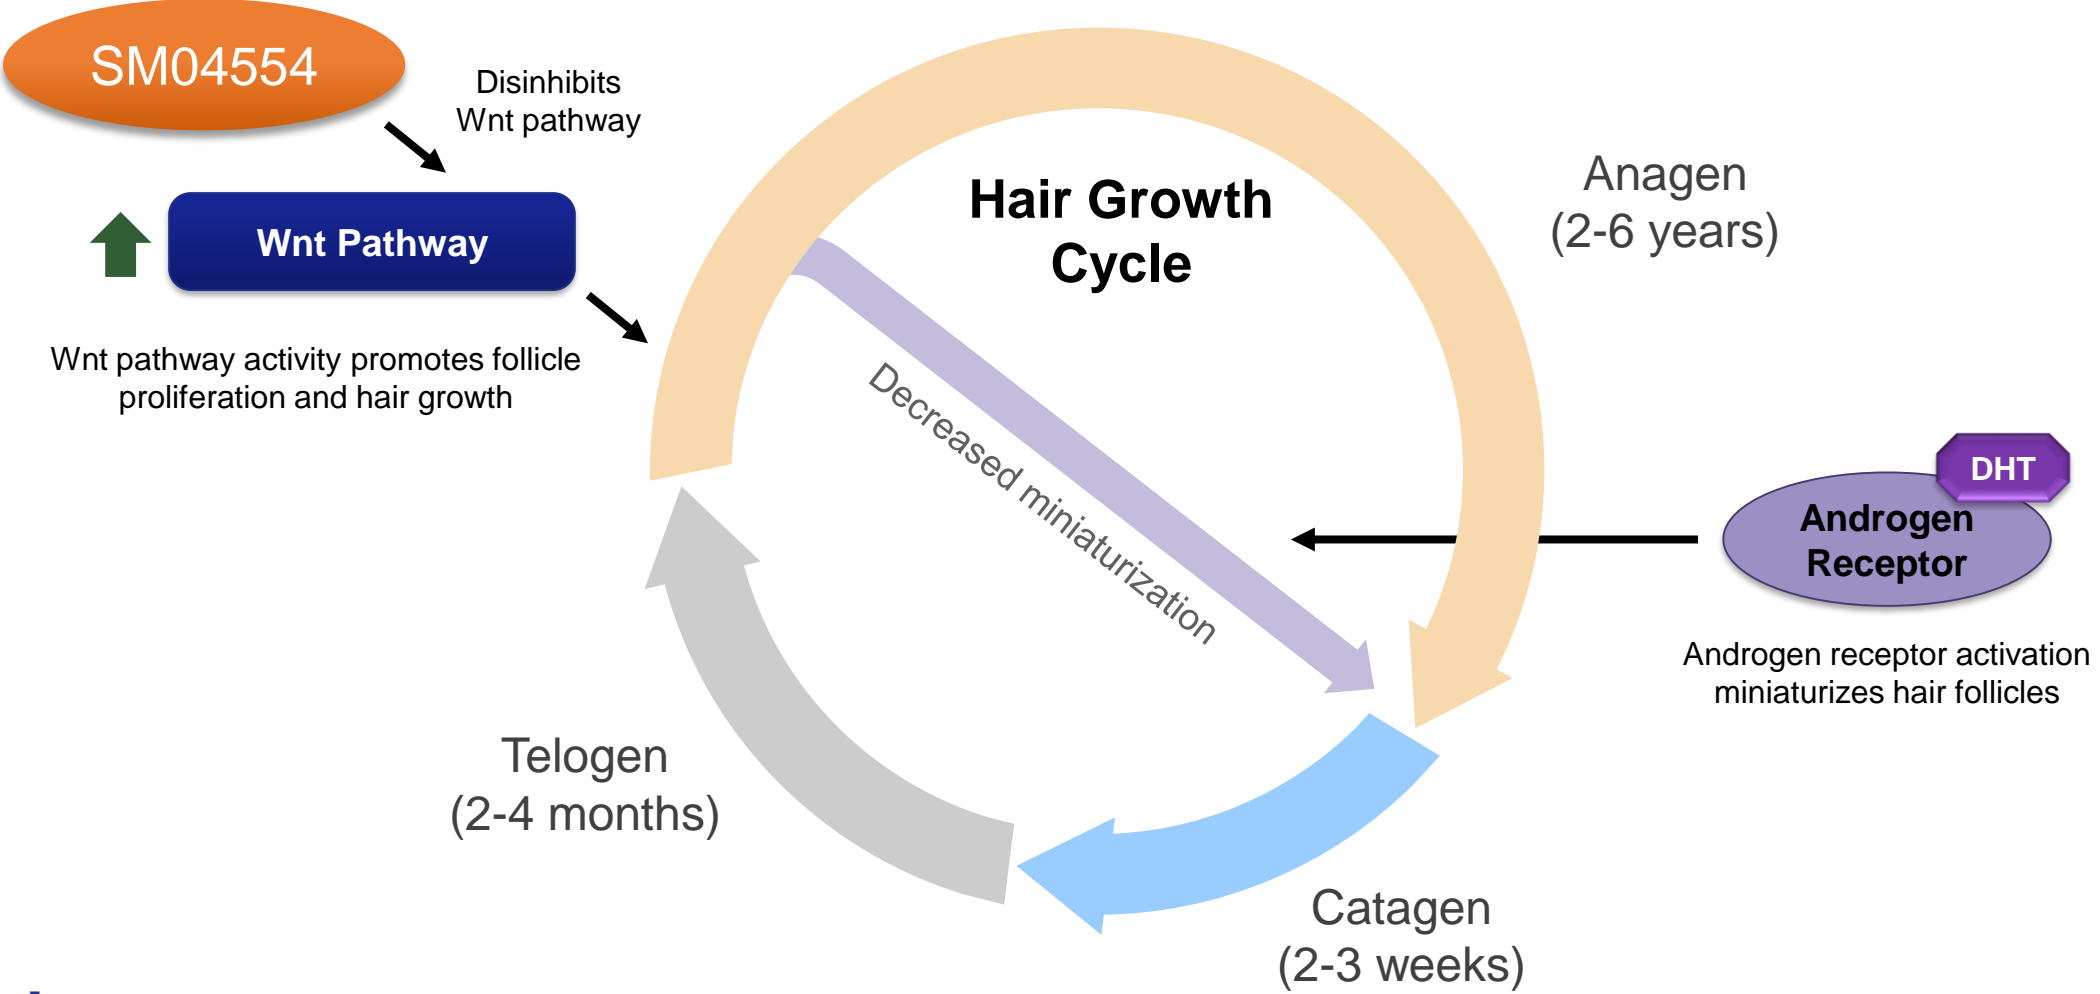 SM04554
Disinhibits
Wnt pathway
Wnt Pathway
Wnt pathway activity promotes follicle
proliferation and hair growth
Hair Growth
Cycle
Anagen
(2-6 years)
Decreased miniaturization
DHT
Androgen
Receptor
Androgen receptor activation
miniaturizes hair follicles
Telogen
(2-4 months)
Catagen
(2-3 weeks)